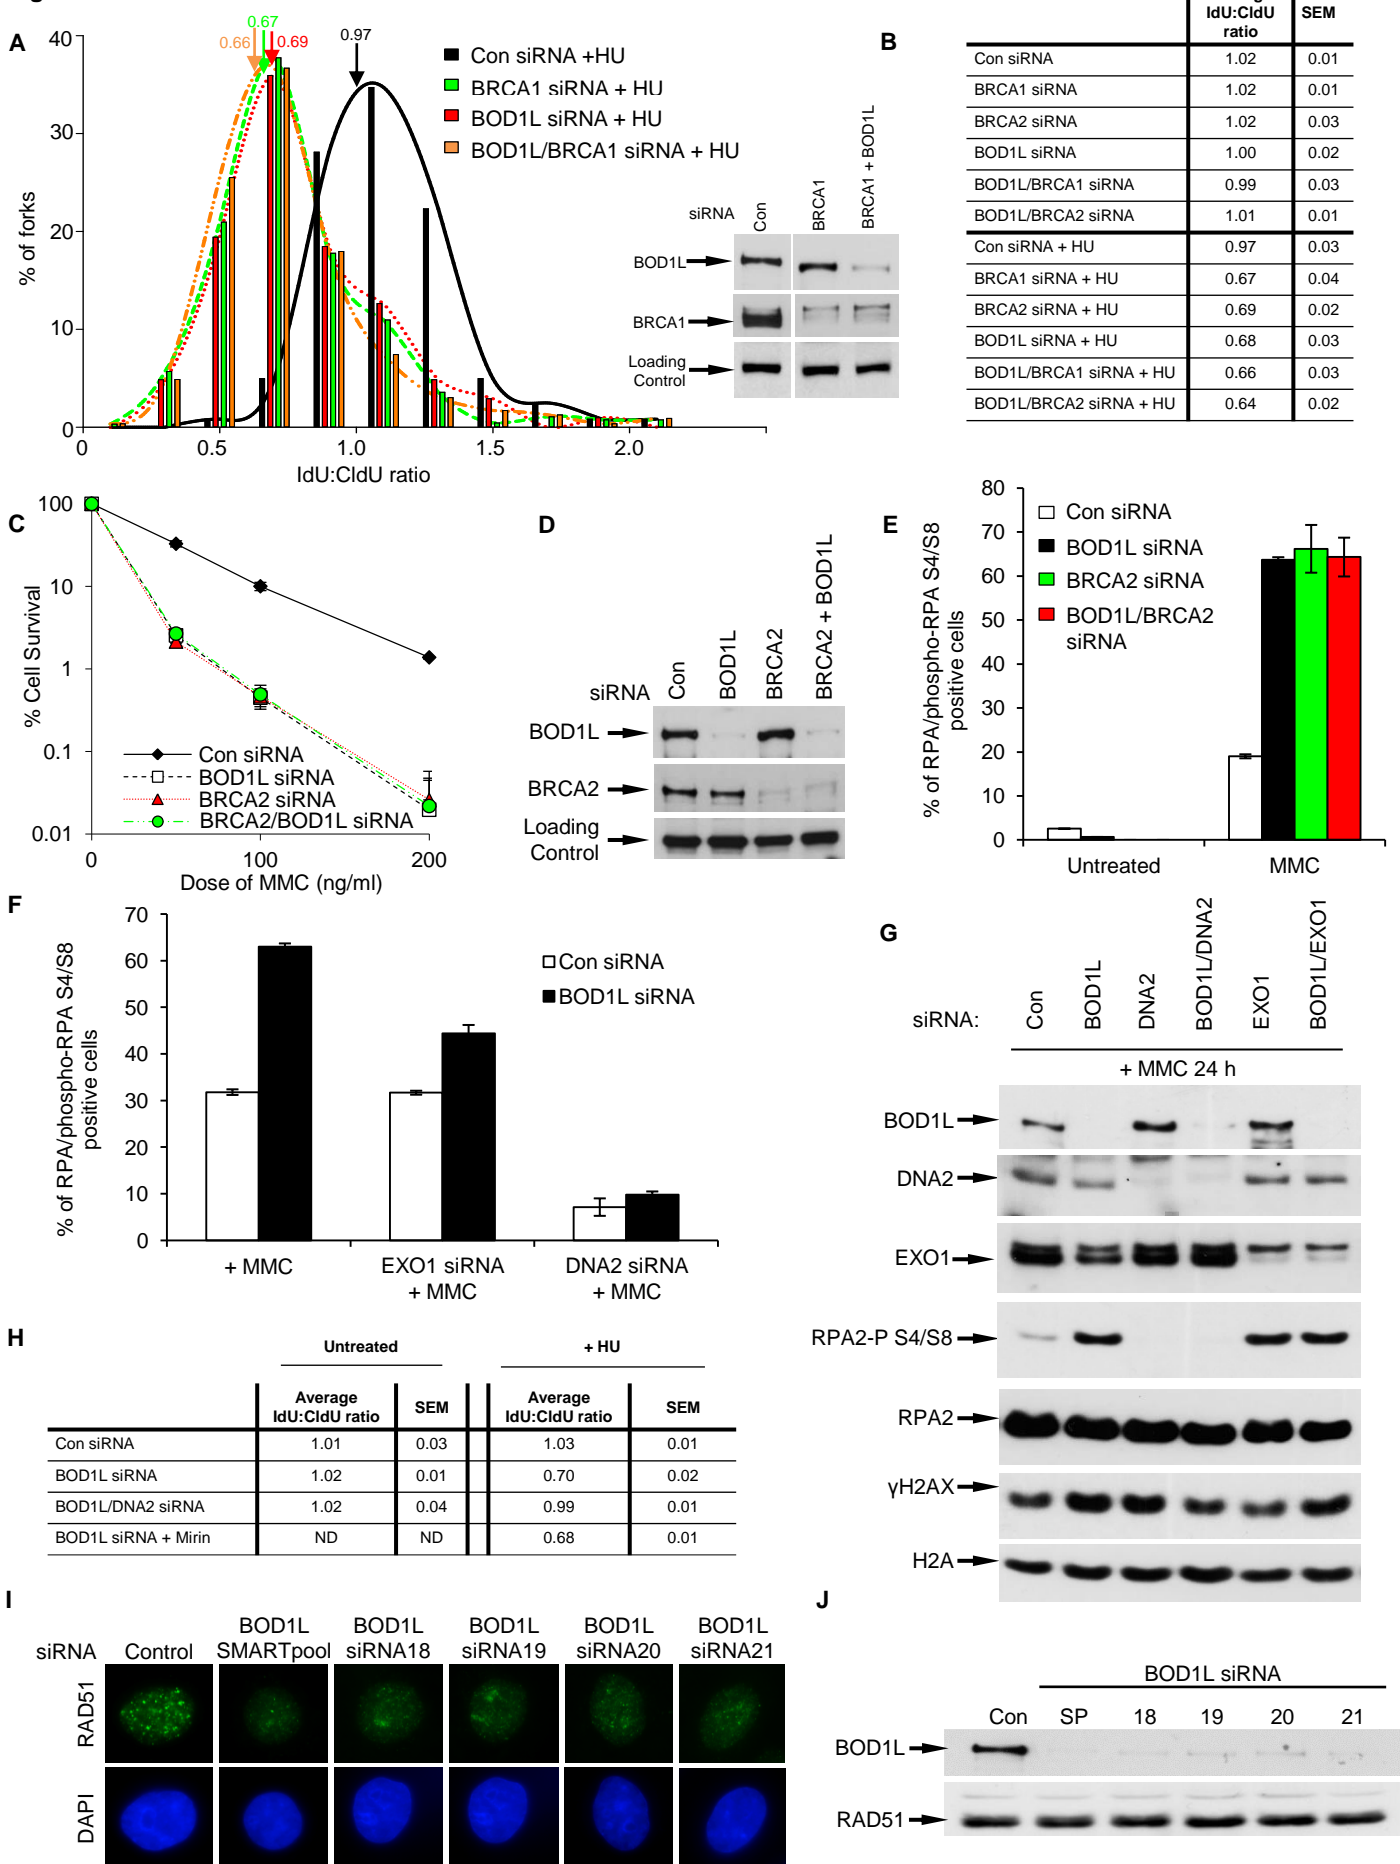 A
0.66
0.67
0.69
0.97
40
30
20
10
0
% of forks
0
0.5
1.0
1.5
2.0
IdU:CldU ratio
Con siRNA +HU
BRCA1 siRNA + HU
BOD1L siRNA + HU
BOD1L/BRCA1 siRNA + HU
siRNA
Con
BRCA1
BRCA1 + BOD1L
BOD1L
BRCA1
Loading
Control
B
IdU:CldU
ratio
SEM
Con siRNA 1.02 0.01
BRCA1 siRNA 1.02 0.01
BRCA2 siRNA 1.02 0.03
BOD1L siRNA 1.00 0.02
BOD1L/BRCA1 siRNA 0.99 0.03
BOD1L/BRCA2 siRNA 1.01 0.01
Con siRNA + HU 0.97 0.03
BRCA1 siRNA + HU 0.67 0.04
BRCA2 siRNA + HU 0.69 0.02
BOD1L siRNA + HU 0.68 0.03
BOD1L/BRCA1 siRNA + HU 0.66 0.03
BOD1L/BRCA2 siRNA + HU 0.64 0.02
C
100
10
1
0.1
0.01
% Cell Survival
Con siRNA
BOD1L siRNA
BRCA2 siRNA
BRCA2/BOD1L siRNA
0
100
200
Dose of MMC (ng/ml)
D
siRNA
Con
BOD1L
BRCA2
BRCA2 + BOD1L
BOD1L
BRCA2
Loading
Control
E
80
70
60
50
40
30
20
10
0
% of RPA/phospho-RPA S4/S8
positive cells
Con siRNA
BOD1L siRNA
BRCA2 siRNA
BOD1L/BRCA2
siRNA
Untreated
MMC
F
70
60
50
40
30
20
10
0
% of RPA/phospho-RPA S4/S8
positive cells
Con siRNA
BOD1L siRNA
+ MMC
EXO1 siRNA
+ MMC
DNA2 siRNA
+ MMC
G
siRNA:
Con
BOD1L
DNA2
BOD1L/DNA2
EXO1
BOD1L/EXO1
+ MMC 24 h
BOD1L
DNA2
EXO1
RPA2-P S4/S8
RPA2
γH2AX
H2A
H
Untreated + HU
Average
IdU:CldU ratio
SEM
Average
IdU:CldU ratio
SEM
Con siRNA 1.01 0.03 1.03 0.01
BOD1L siRNA 1.02 0.01 0.70 0.02
BOD1L/DNA2 siRNA 1.02 0.04 0.99 0.01
BOD1L siRNA + Mirin ND ND 0.68 0.01
I
siRNA
Control
BOD1L
SMARTpool
BOD1L
siRNA18
BOD1L
siRNA19
BOD1L
siRNA20
BOD1L
siRNA21
RAD51
DAPI
J
BOD1L siRNA
Con SP 18 19 20 21
BOD1L
RAD51